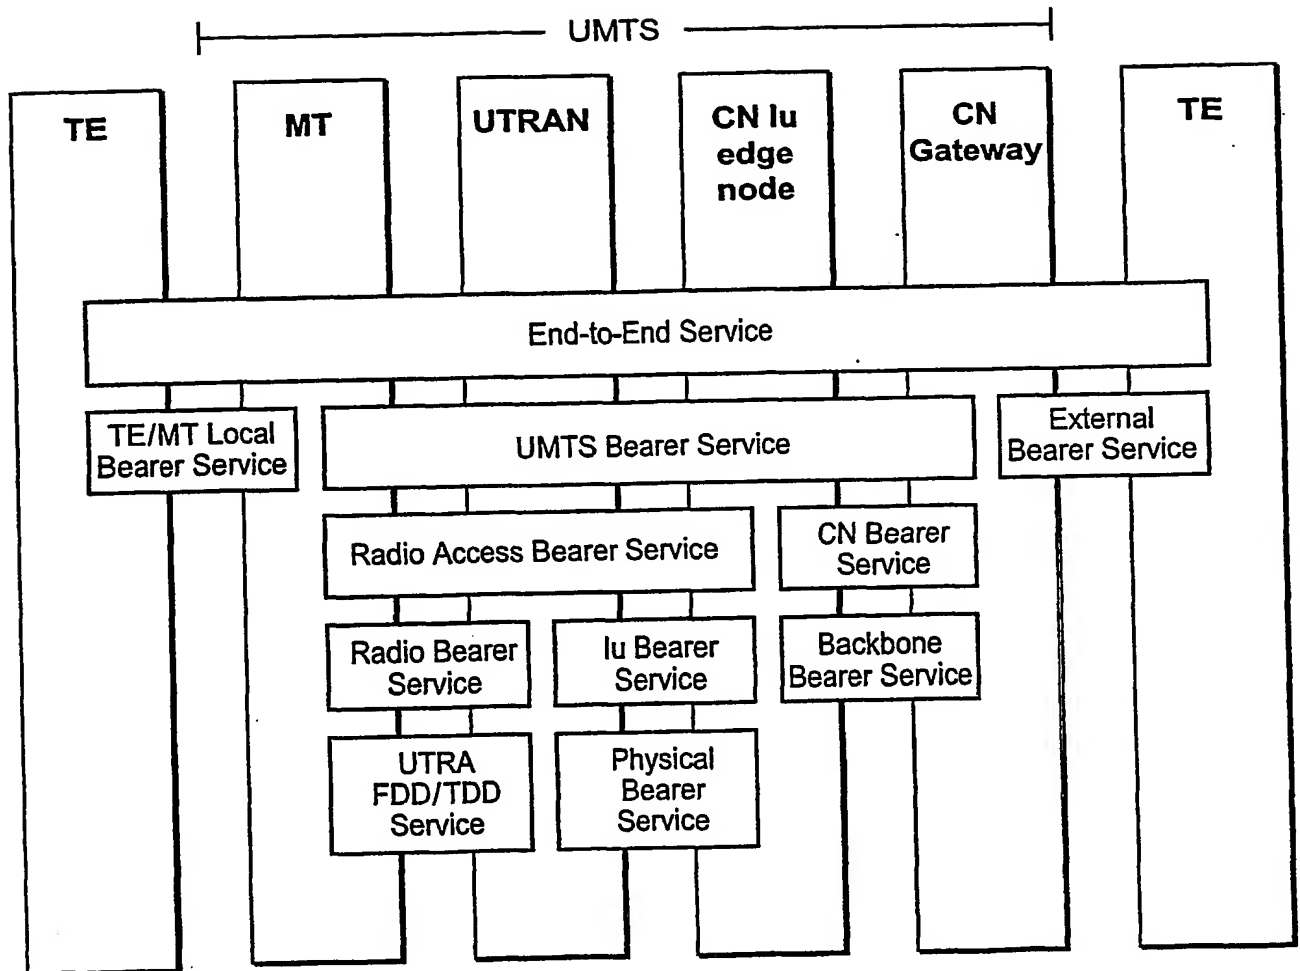 UMTS
TE
MT
UTRAN
CN Iu
edge
node
CN
Gateway
TE
End-to-End Service
TE/MT Local
Bearer Service
UMTS Bearer Service
External
Bearer Service
Radio Access Bearer Service
CN Bearer
Service
Radio Bearer
Service
Iu Bearer
Service
Backbone
Bearer Service
UTRA
FDD/TDD
Service
Physical
Bearer
Service